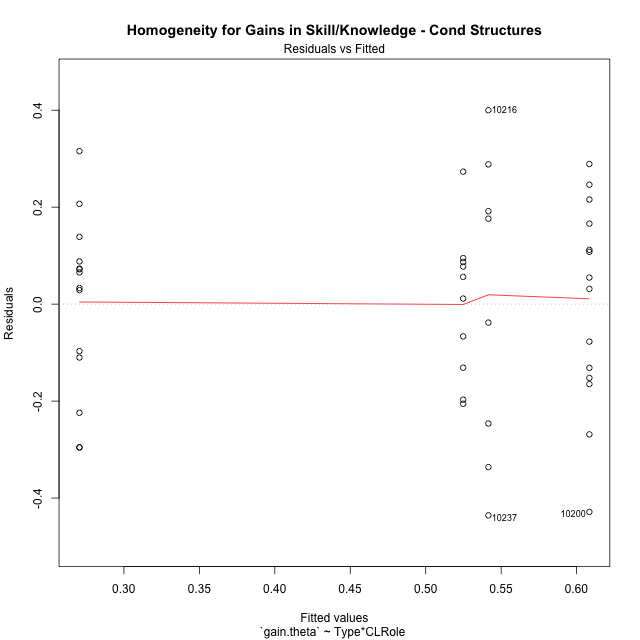 Homogeneity for Gains in Skill/Knowledge - Cond Structures
Residuals vs Fitted
0.4
0.2
0.0
-0.2
-0.4
Residuals
10216
10237
10200
0.30 0.35 0.40 0.45 0.50 0.55 0.60
Fitted values
`gain.theta` ~ Type*CLRole